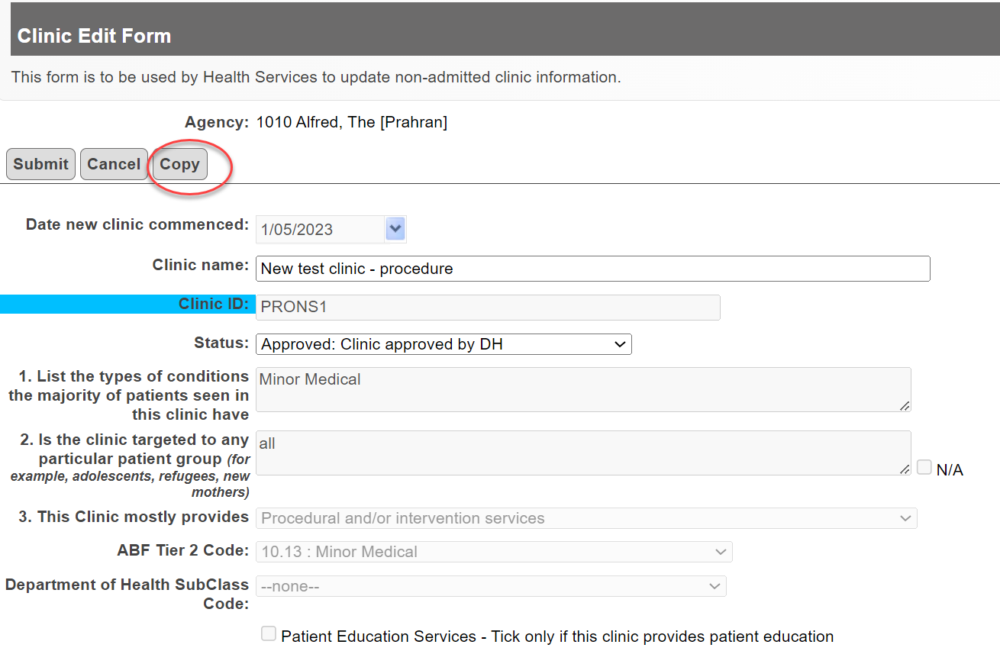 Clinic Edit Form
This form is to be used by Health Services to update non-admitted clinic information.
Agency: 1010 Alfred, The [Prahran]
Submit Cancel Copy
Date new clinic commenced: 1/05/2023
Clinic name: New test clinic - procedure
Clinic ID: PRONS1
Status: Approved: Clinic approved by DH
1. List the types of conditions Minor Medical
the majority of patients seen in
this clinic have
2. Is the clinic targeted to any all
particular patient group (for
example, adolescents, refugees, new N/A
mothers)
3. This Clinic mostly provides Procedural and/or intervention services
ABF Tier 2 Code: 10.13 : Minor Medical
Department of Health SubClass --none--
Code:
Patient Education Services - Tick only if this clinic provides patient education